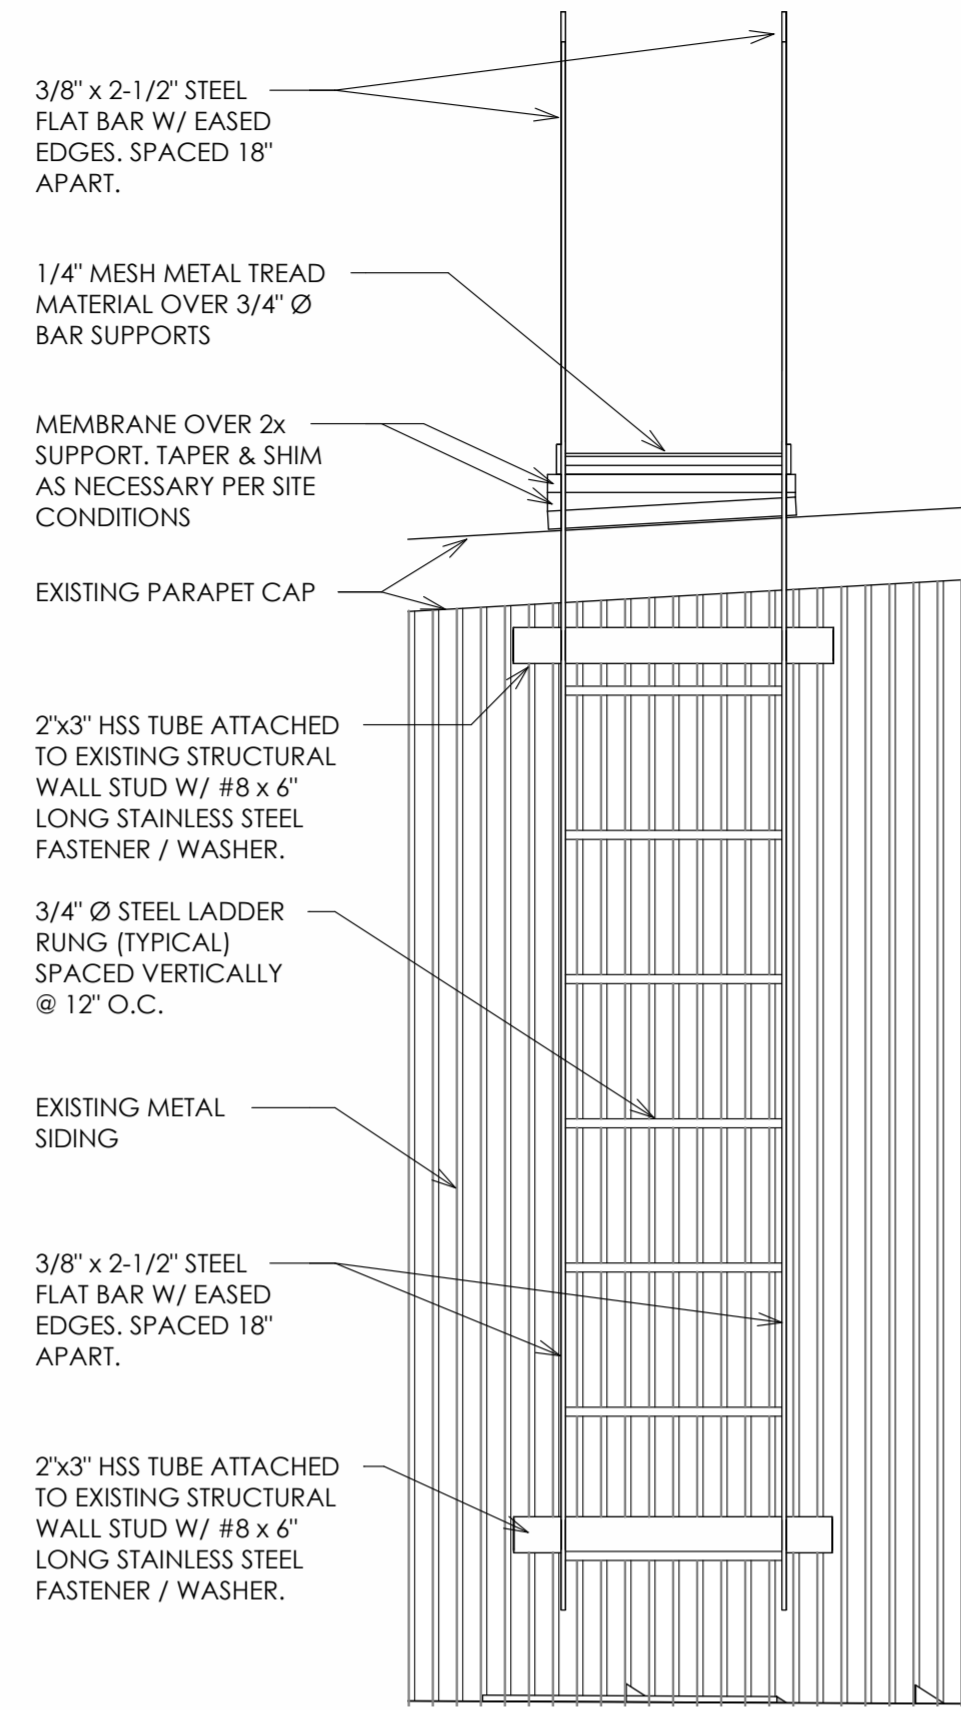 3/8" x 2-1/2" STEEL
FLAT BAR W/ EASED
EDGES. SPACED 18"
APART.
1/4" MESH METAL TREAD
MATERIAL OVER 3/4" Ø
BAR SUPPORTS
MEMBRANE OVER 2x
SUPPORT. TAPER & SHIM
AS NECESSARY PER SITE
CONDITIONS
EXISTING PARAPET CAP
2"x3" HSS TUBE ATTACHED
TO EXISTING STRUCTURAL
WALL STUD W/ #8 x 6"
LONG STAINLESS STEEL
FASTENER / WASHER.
3/4" Ø STEEL LADDER
RUNG (TYPICAL)
SPACED VERTICALLY
@ 12" O.C.
EXISTING METAL
SIDING
3/8" x 2-1/2" STEEL
FLAT BAR W/ EASED
EDGES. SPACED 18"
APART.
2"x3" HSS TUBE ATTACHED
TO EXISTING STRUCTURAL
WALL STUD W/ #8 x 6"
LONG STAINLESS STEEL
FASTENER / WASHER.